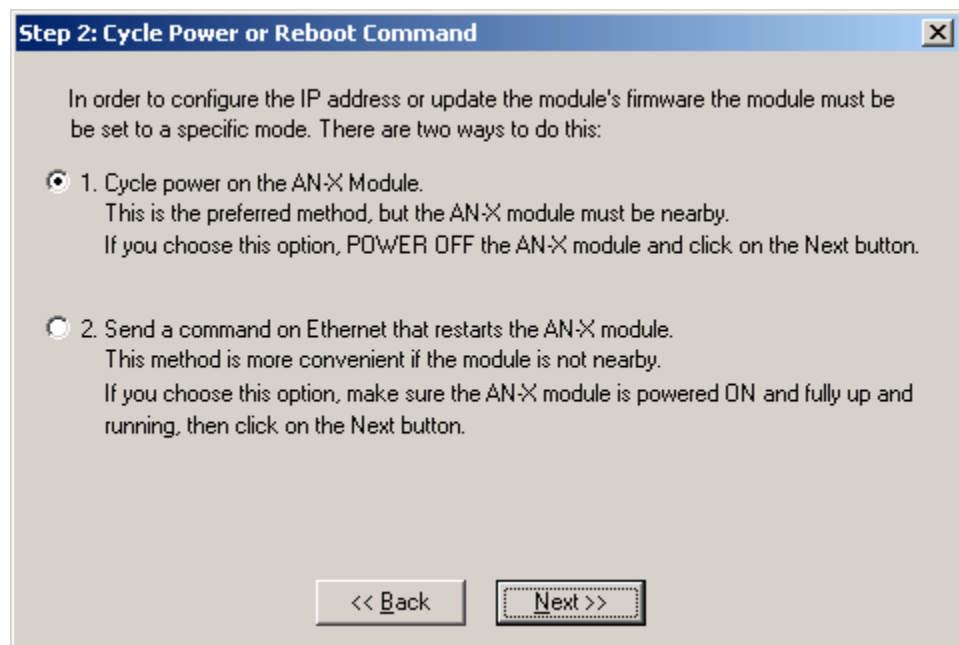 Step 2: Cycle Power or Reboot Command
In order to configure the IP address or update the module's firmware the module must be
be set to a specific mode. There are two ways to do this:
1. Cycle power on the AN-X Module.
This is the preferred method, but the AN-X module must be nearby.
If you choose this option, POWER OFF the AN-X module and click on the Next button.
2. Send a command on Ethernet that restarts the AN-X module.
This method is more convenient if the module is not nearby.
If you choose this option, make sure the AN-X module is powered ON and fully up and
running, then click on the Next button.
<< Back Next >>